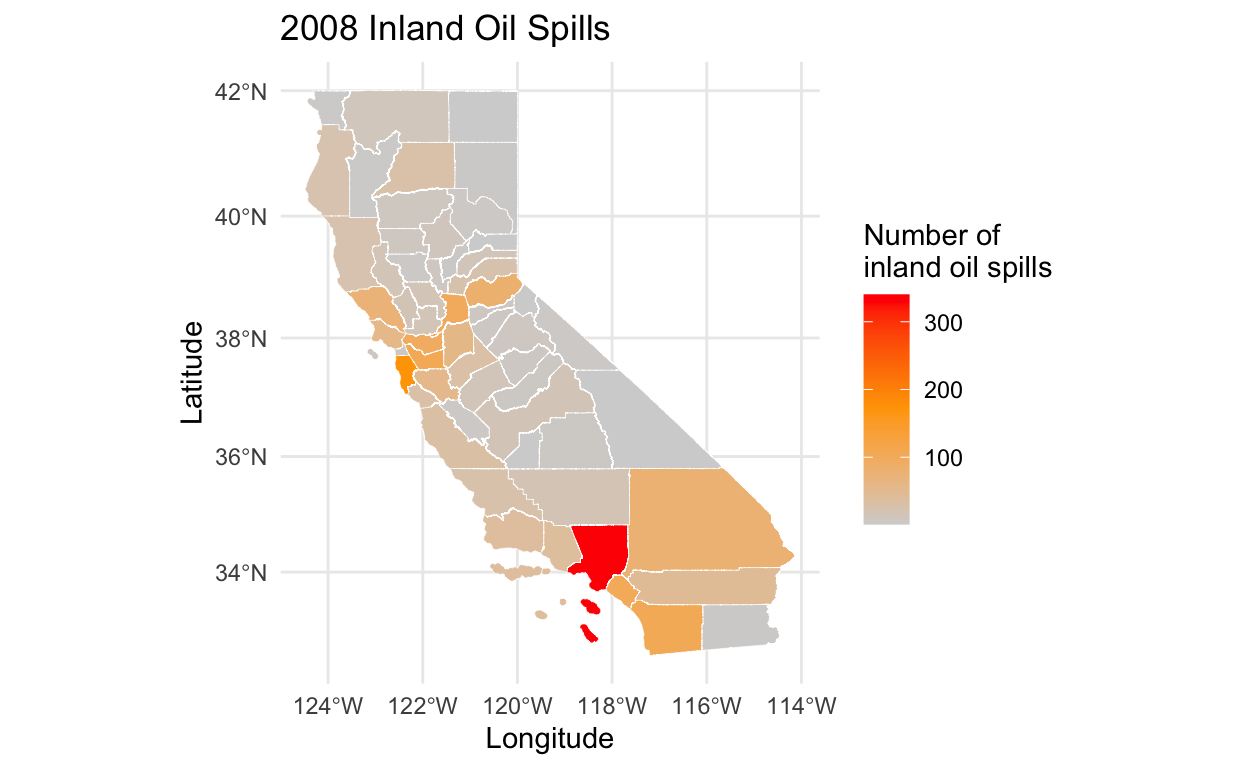 2008 Inland Oil Spills
42°N
40°N
38°N
36°N
34°N
Latitude
124°W 122°W 120°W 118°W 116°W 114°W
Longitude
Number of
inland oil spills
300
200
100